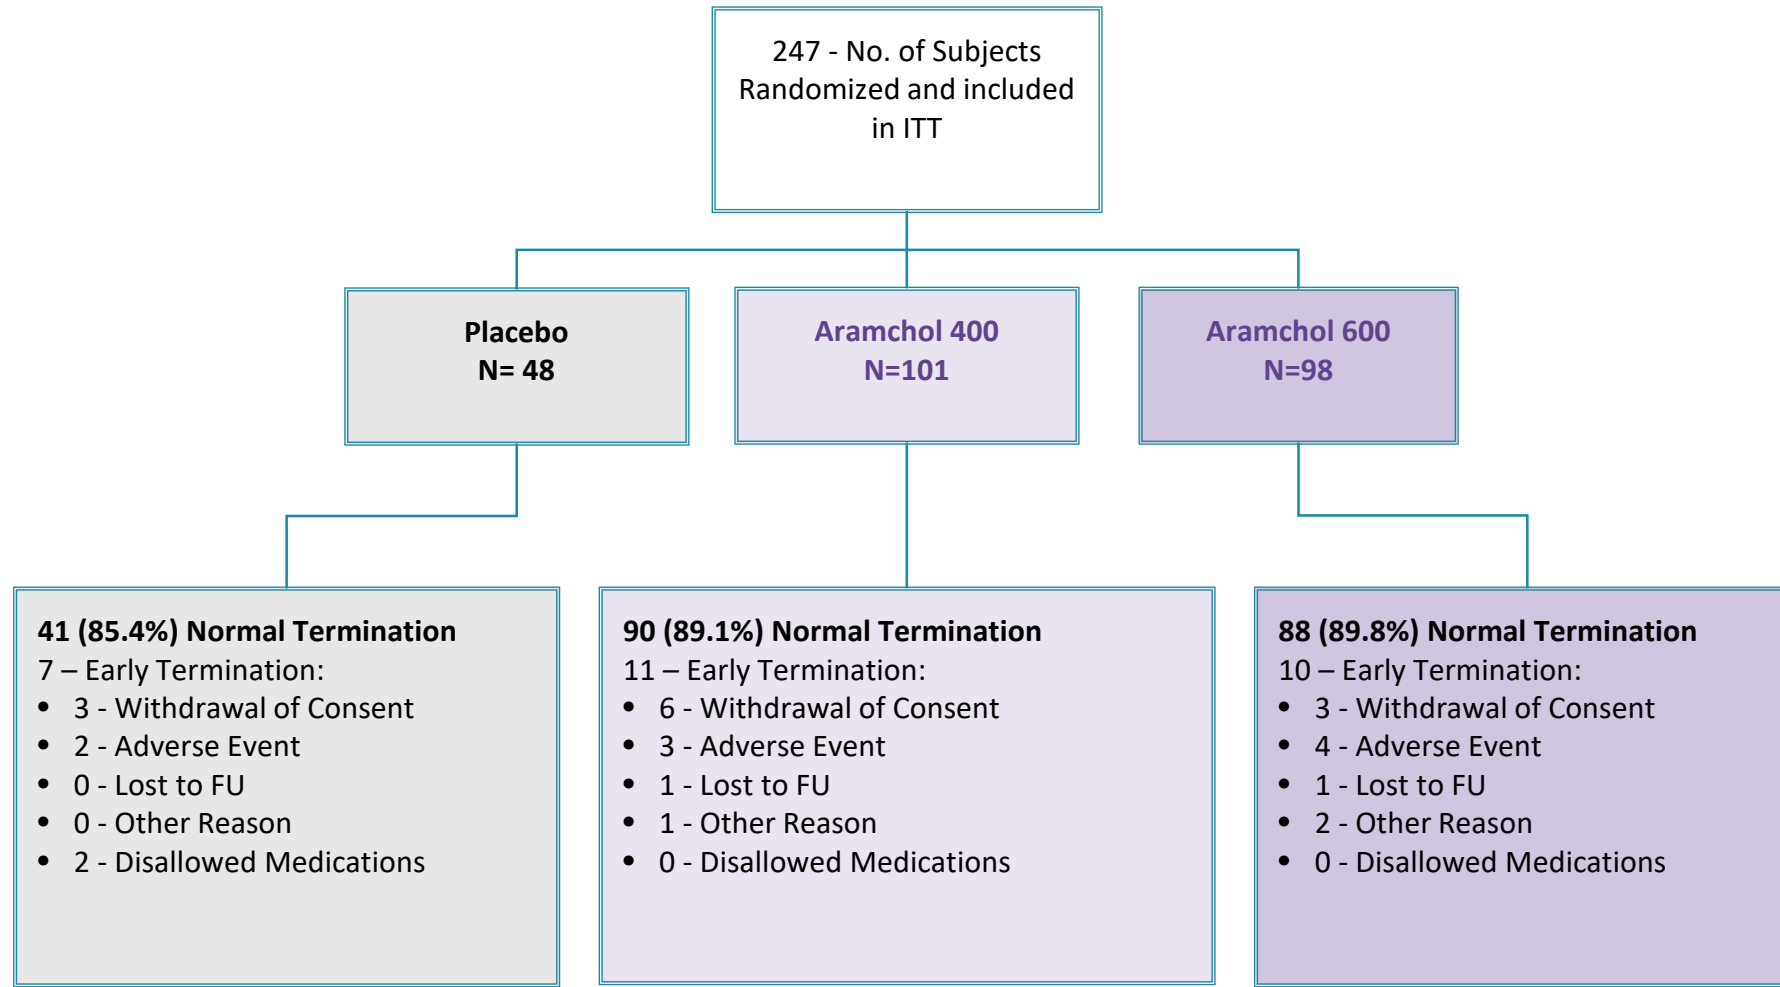 247 - No. of Subjects
Randomized and included
in ITT
Placebo
N= 48
Aramchol 400
N=101
Aramchol 600
N=98
41 (85.4%) Normal Termination
7 – Early Termination:
• 3 - Withdrawal of Consent
• 2 - Adverse Event
• 0 - Lost to FU
• 0 - Other Reason
• 2 - Disallowed Medications
90 (89.1%) Normal Termination
11 – Early Termination:
• 6 - Withdrawal of Consent
• 3 - Adverse Event
• 1 - Lost to FU
• 1 - Other Reason
• 0 - Disallowed Medications
88 (89.8%) Normal Termination
10 – Early Termination:
• 3 - Withdrawal of Consent
• 4 - Adverse Event
• 1 - Lost to FU
• 2 - Other Reason
• 0 - Disallowed Medications